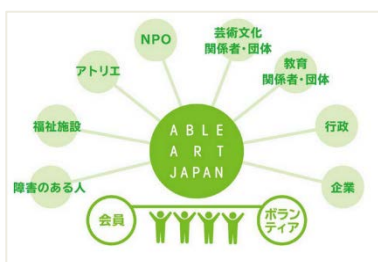 NPO
芸術文化
関係者・団体
アトリエ
教育
関係者・団体
福祉施設
ABLE
ART
JAPAN
行政
障害のある人
企業
会員
ボラン
ティア